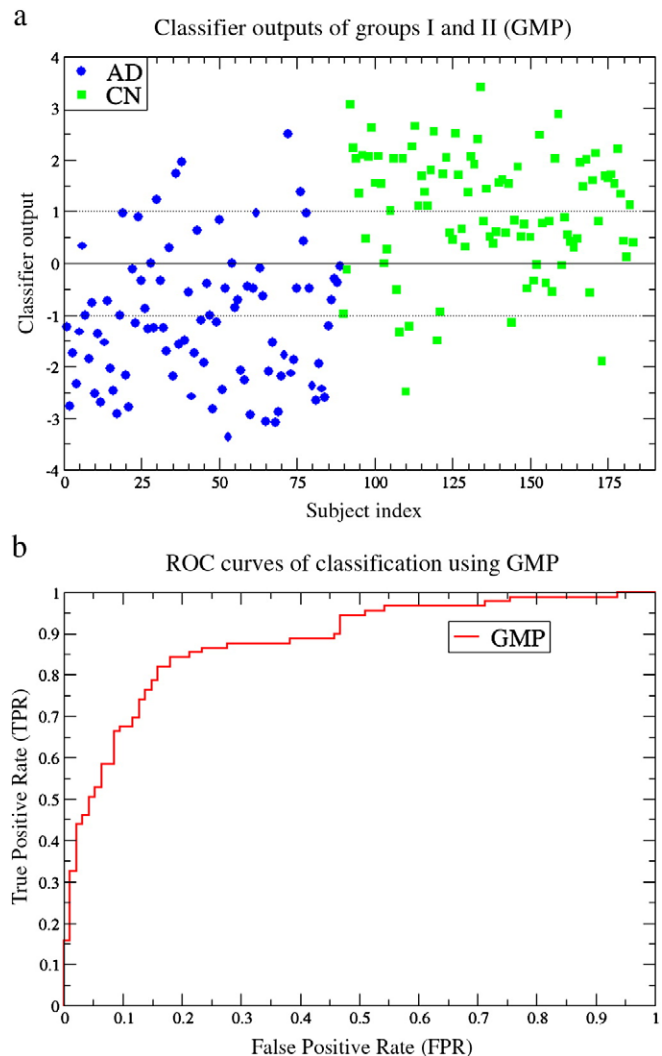 a
Classifier outputs of groups I and II (GMP)
4
AD
CN
3
2
1
0
-1
-2
-3
-4
Classifier output
0 25 50 75 100 125 150 175
Subject index
b
ROC curves of classification using GMP
1
0.9
GMP
0.8
0.7
0.6
0.5
0.4
0.3
0.2
0.1
0
True Positive Rate (TPR)
0 0.1 0.2 0.3 0.4 0.5 0.6 0.7 0.8 0.9 1
False Positive Rate (FPR)